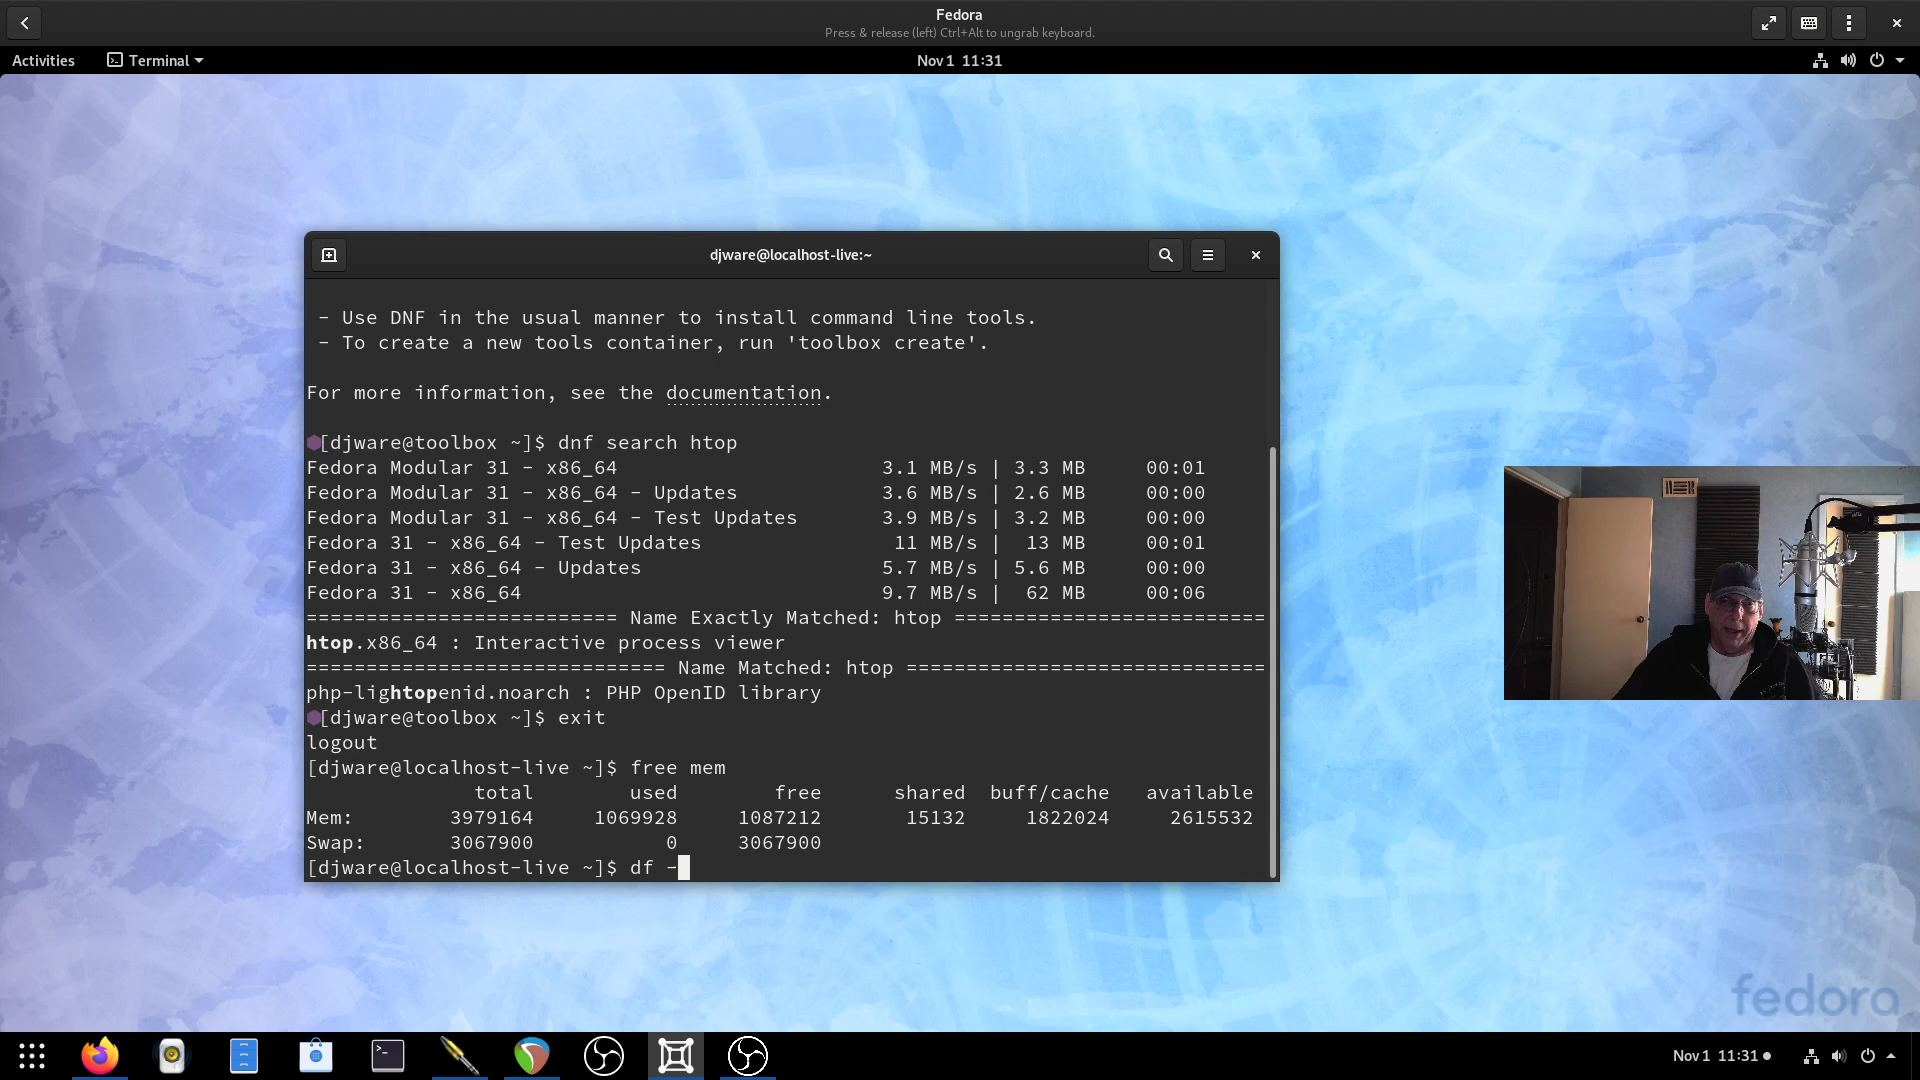 Fedora
Press & release (left) Ctrl+Alt to ungrab keyboard.
Activities
Terminal
Nov 1 11:31
djware@localhost-live:~
- Use DNF in the usual manner to install command line tools.
- To create a new tools container, run 'toolbox create'.
For more information, see the documentation.
[djware@toolbox ~]$ dnf search htop
Fedora Modular 31 - x86_64 3.1 MB/s | 3.3 MB 00:01
Fedora Modular 31 - x86_64 - Updates 3.6 MB/s | 2.6 MB 00:00
Fedora Modular 31 - x86_64 - Test Updates 3.9 MB/s | 3.2 MB 00:00
Fedora 31 - x86_64 - Test Updates 11 MB/s | 13 MB 00:01
Fedora 31 - x86_64 - Updates 5.7 MB/s | 5.6 MB 00:00
Fedora 31 - x86_64 9.7 MB/s | 62 MB 00:06
========================== Name Exactly Matched: htop ==========================
htop.x86_64 : Interactive process viewer
============================== Name Matched: htop ==============================
php-lightopenid.noarch : PHP OpenID library
[djware@toolbox ~]$ exit
logout
[djware@localhost-live ~]$ free mem
total used free shared buff/cache available
Mem: 3979164 1069928 1087212 15132 1822024 2615532
Swap: 3067900 0 3067900
[djware@localhost-live ~]$ df -
fedora
Nov 1 11:31